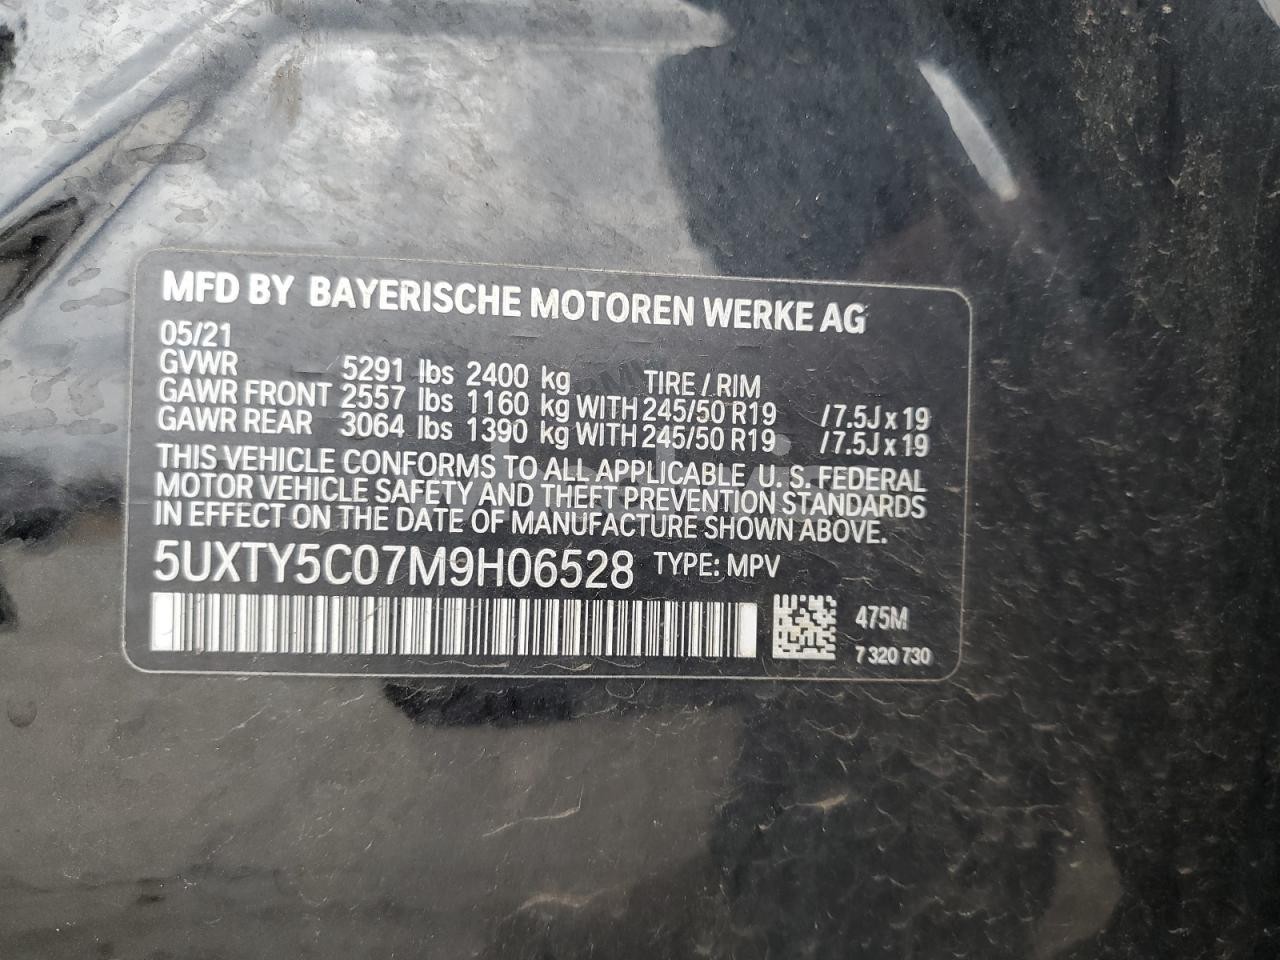 MFD BY BAYERISCHE MOTOREN WERKE AG
05/21
GVWR 5291 lbs 2400 kg TIRE / RIM
GAWR FRONT 2557 lbs 1160 kg WITH 245/50 R19 / 7.5J x 19
GAWR REAR 3064 lbs 1390 kg WITH 245/50 R19 / 7.5J x 19
THIS VEHICLE CONFORMS TO ALL APPLICABLE U. S. FEDERAL
MOTOR VEHICLE SAFETY AND THEFT PREVENTION STANDARDS
IN EFFECT ON THE DATE OF MANUFACTURE SHOWN ABOVE.
5UXTY5C07M9H06528 TYPE: MPV
475M
7 320 730